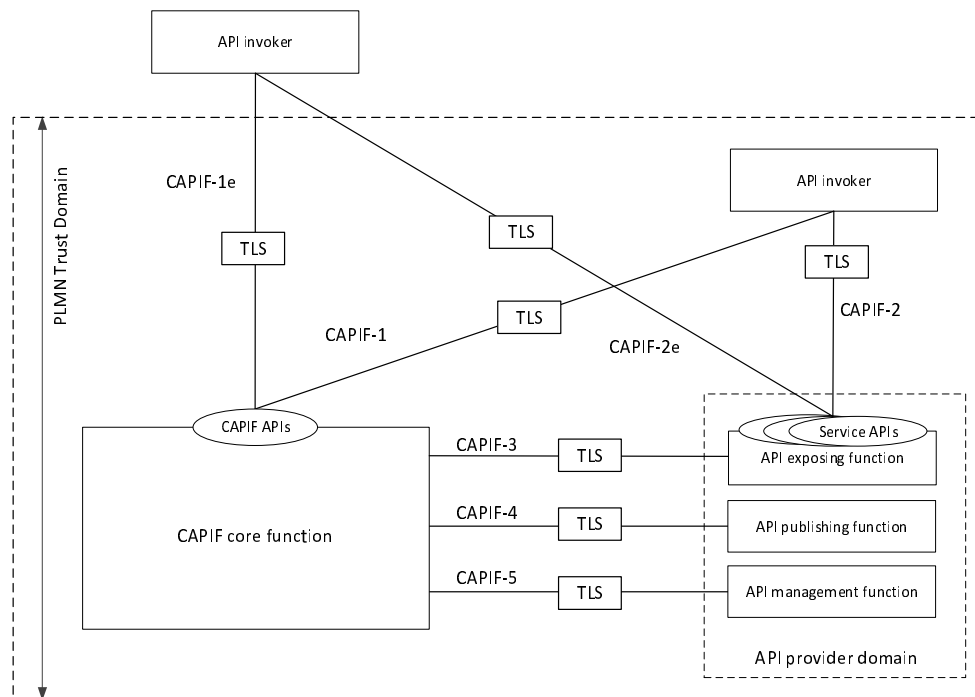 API invoker
CAPIF-1e
API invoker
TLS
TLS
TLS
PLMN Trust Domain
CAPIF-2
TLS
CAPIF-1
CAPIF-2e
CAPIF APIs
Service APIs
CAPIF-3
TLS
API exposing function
CAPIF-4
TLS
API publishing function
CAPIF core function
CAPIF-5
TLS
API management function
API provider domain